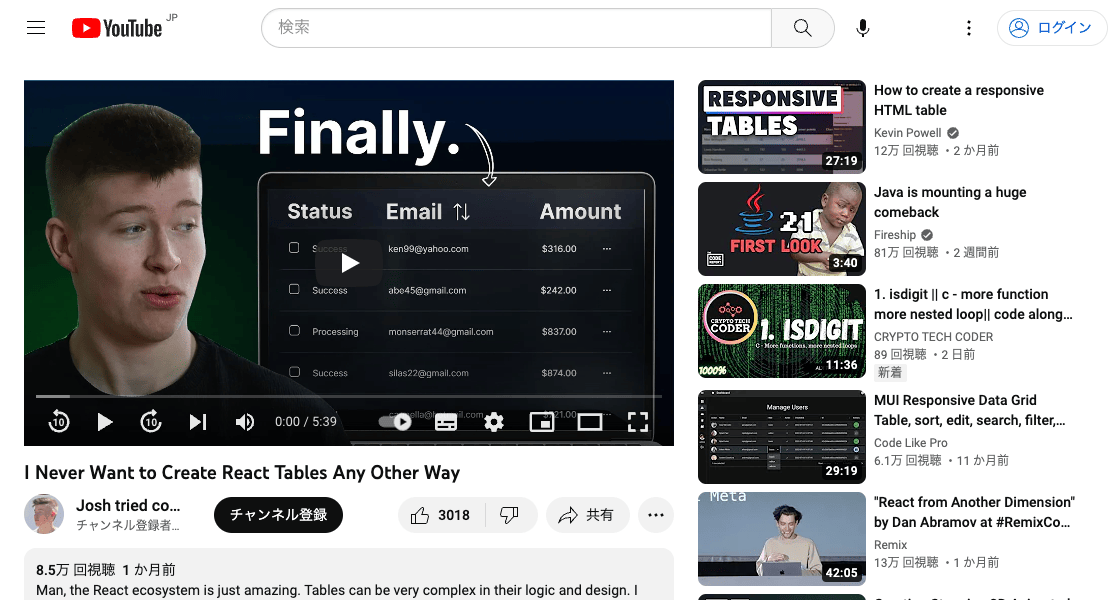 YouTube JP
検索
ログイン
Finally.
Status Email Amount
Success ken99@yahoo.com $316.00 ...
Success abe45@gmail.com $242.00 ...
Processing monserrat44@gmail.com $837.00 ...
Success silas22@gmail.com $874.00 ...
10 10 0:00 / 5:39
I Never Want to Create React Tables Any Other Way
Josh tried co...
チャンネル登録者...
チャンネル登録
3018
共有
8.5万 回視聴 1 か月前
Man, the React ecosystem is just amazing. Tables can be very complex in their logic and design. I
RESPONSIVE
TABLES
27:19
How to create a responsive
HTML table
Kevin Powell
12万 回視聴 ・2 か月前
21
FIRST LOOK
THE CODE REPORT
3:40
Java is mounting a huge
comeback
Fireship
81万 回視聴 ・2 週間前
CRYPTO TECH
CODER
1. ISDIGIT
C - More functions, more nested loops
1000%
11:36
1. isdigit || c - more function
more nested loop|| code along...
CRYPTO TECH CODER
89 回視聴 ・2 日前
新着
Manage Users
29:19
MUI Responsive Data Grid
Table, sort, edit, search, filter,...
Code Like Pro
6.1万 回視聴 ・11 か月前
Meta
42:05
"React from Another Dimension"
by Dan Abramov at #RemixCo...
Remix
13万 回視聴 ・1 か月前